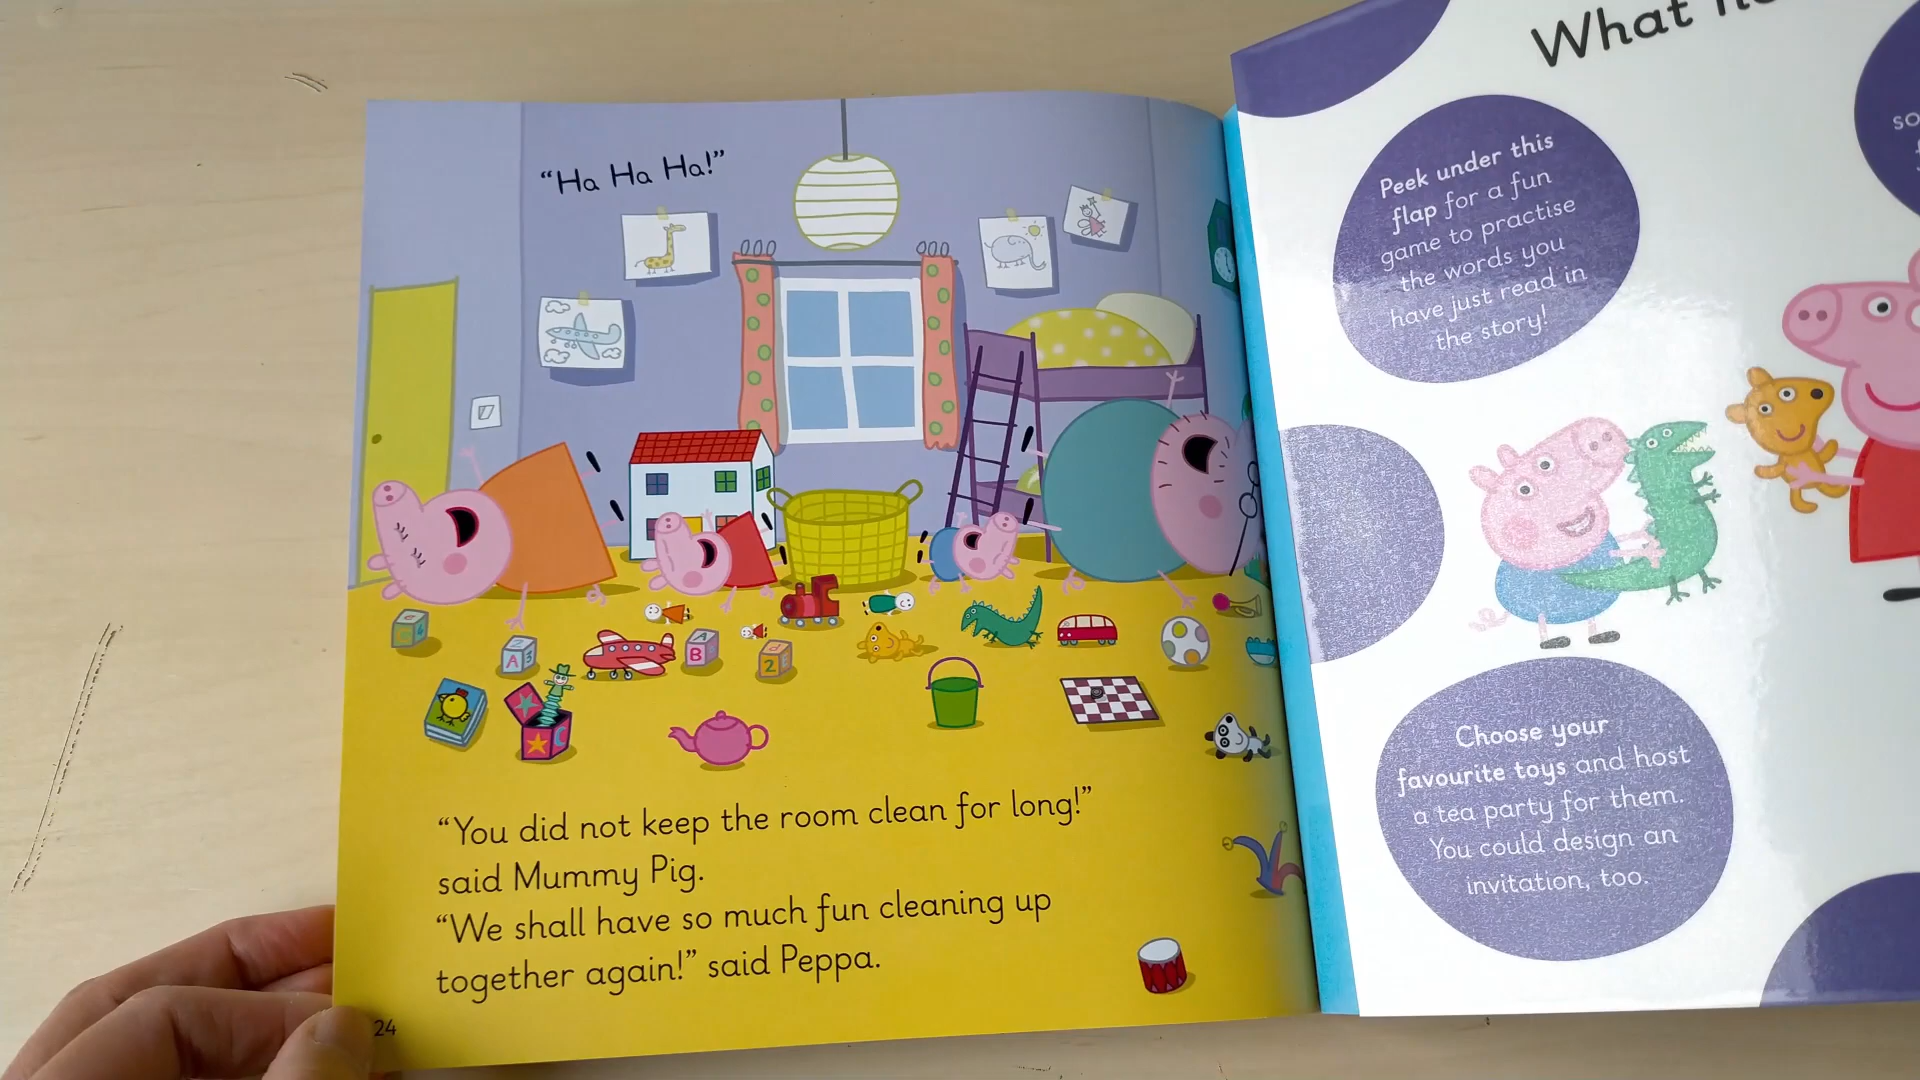 “Ha Ha Ha!”
“You did not keep the room clean for long!”
said Mummy Pig.
“We shall have so much fun cleaning up
together again!” said Peppa.
24
A
B
2
What
Peek under this
flap for a fun
game to practise
the words you
have just read in
the story!
so
Choose your
favourite toys and host
a tea party for them.
You could design an
invitation, too.